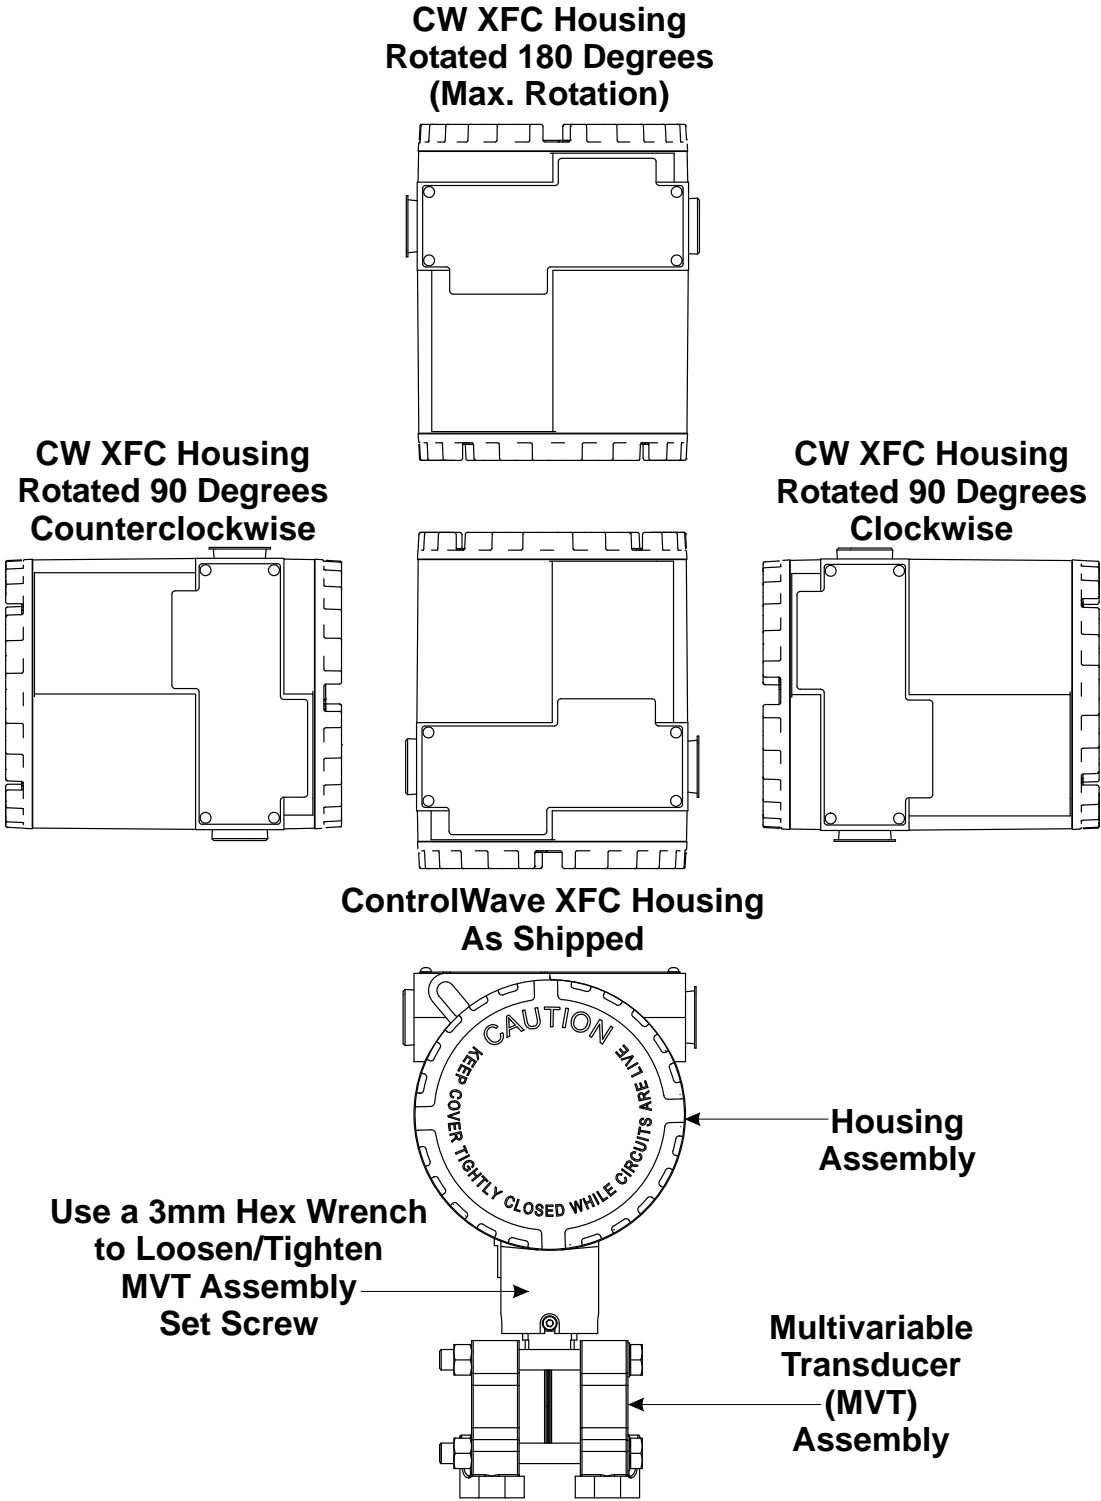 CW XFC Housing
Rotated 180 Degrees
(Max. Rotation)
CW XFC Housing
Rotated 90 Degrees
Counterclockwise
CW XFC Housing
Rotated 90 Degrees
Clockwise
ControlWave XFC Housing
As Shipped
CAUTION
KEEP COVER TIGHTLY CLOSED WHILE CIRCUITS ARE LIVE
Housing
Assembly
Use a 3mm Hex Wrench
to Loosen/Tighten
MVT Assembly
Set Screw
Multivariable
Transducer
(MVT)
Assembly